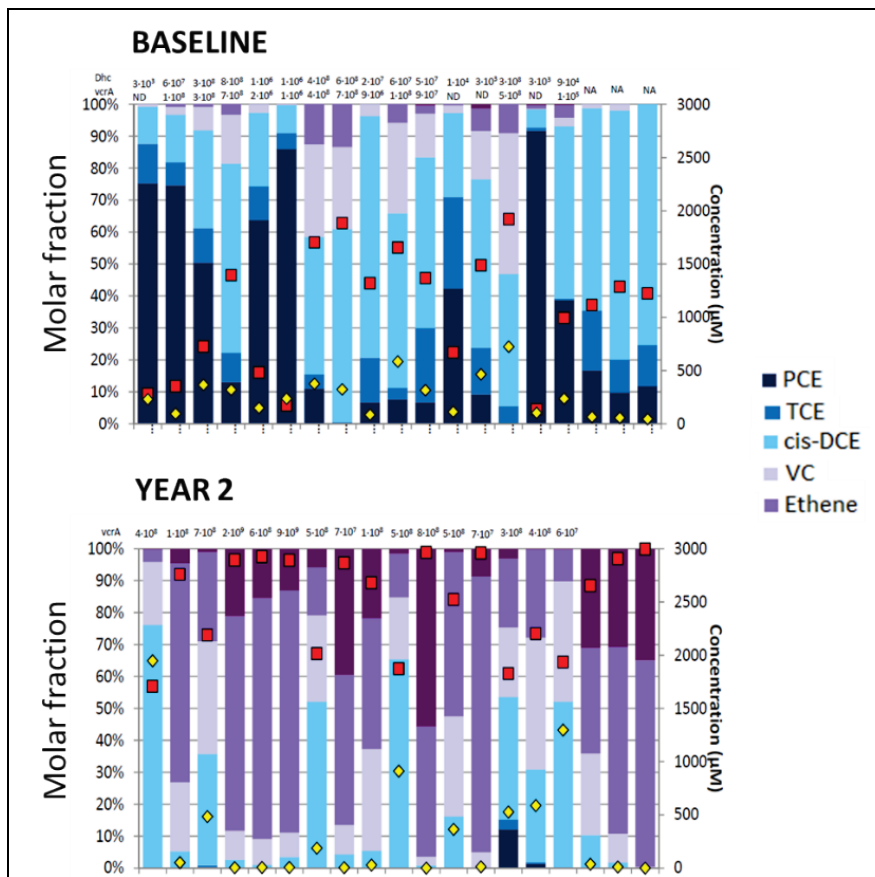 BASELINE
Dhc 3·10³ 6·10⁷ 3·10⁸ 8·10⁸ 1·10⁶ 1·10⁶ 4·10⁸ 6·10⁸ 2·10⁷ 6·10⁷ 5·10⁷ 1·10⁴ 3·10⁵ 3·10⁸ 3·10³ 9·10⁴ NA NA NA
vcrA ND 1·10⁸ 3·10⁸ 7·10⁸ 2·10⁶ 1·10⁶ 5·10⁸ 7·10⁸ 9·10⁶ 1·10⁸ 9·10⁷ ND ND 5·10⁸ ND 1·10⁵
100% 3000
90%
2500
80%
70%
2000
60%
50% 1500
40%
1000
30%
20%
500
10%
0% 0
Molar fraction
Concentration (µM)
PCE
TCE
cis-DCE
VC
Ethene
YEAR 2
vcrA 4·10⁸ 1·10⁸ 7·10⁸ 2·10⁹ 6·10⁸ 9·10⁹ 5·10⁸ 7·10⁷ 1·10⁸ 5·10⁸ 8·10⁸ 5·10⁸ 7·10⁷ 3·10⁸ 4·10⁸ 6·10⁷
100% 3000
90%
2500
80%
70%
2000
60%
50% 1500
40%
1000
30%
20%
500
10%
0% 0
Molar fraction
Concentration (µM)